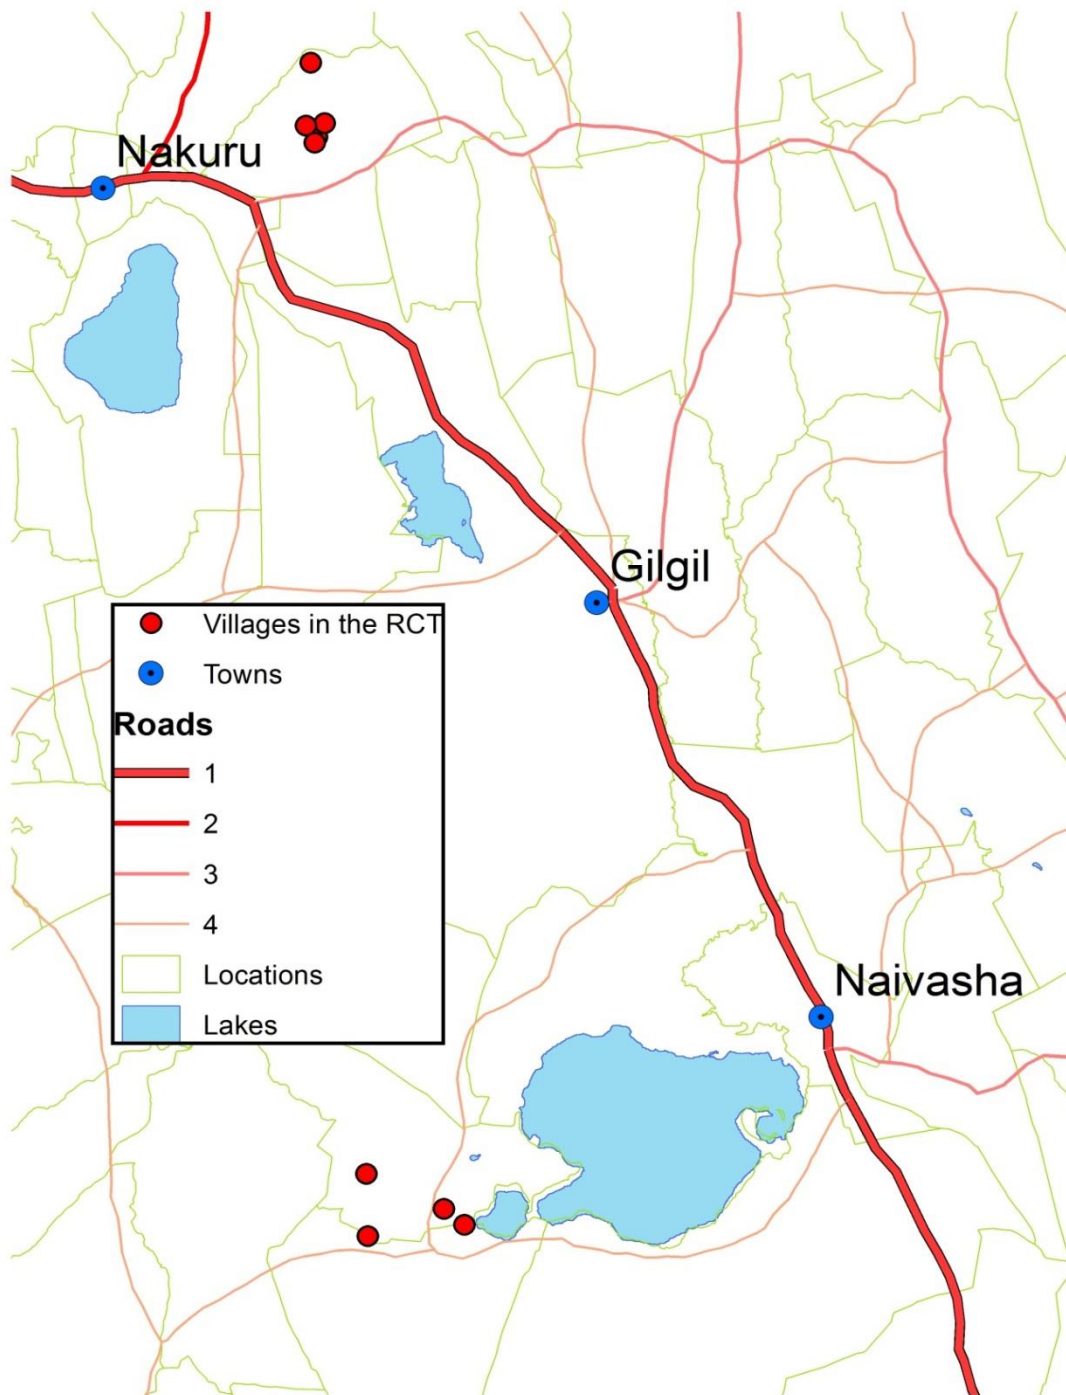 Nakuru
Gilgil
Villages in the RCT
Towns
Roads
1
2
3
4
Locations
Lakes
Naivasha